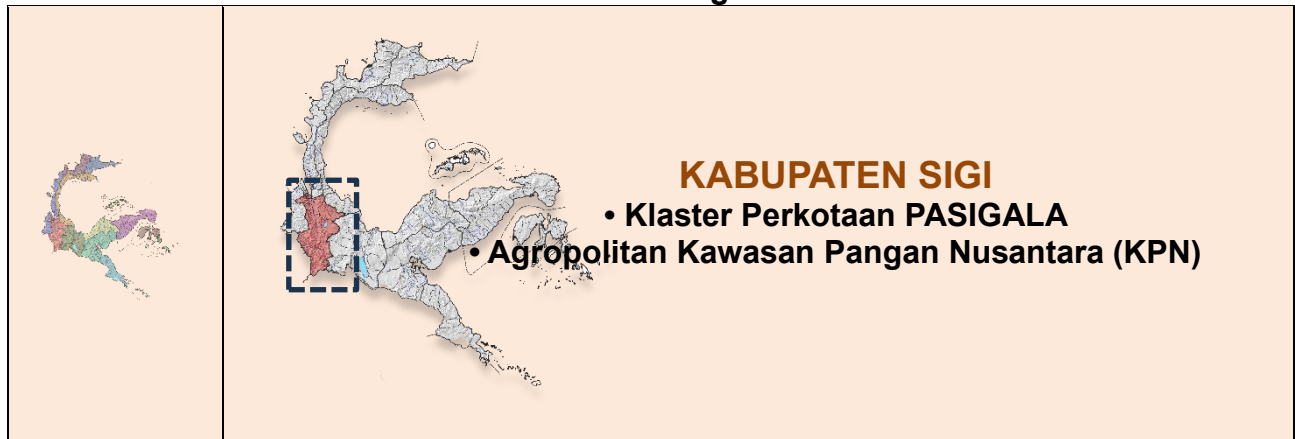 KABUPATEN SIGI
• Klaster Perkotaan PASIGALA
• Agropolitan Kawasan Pangan Nusantara (KPN)